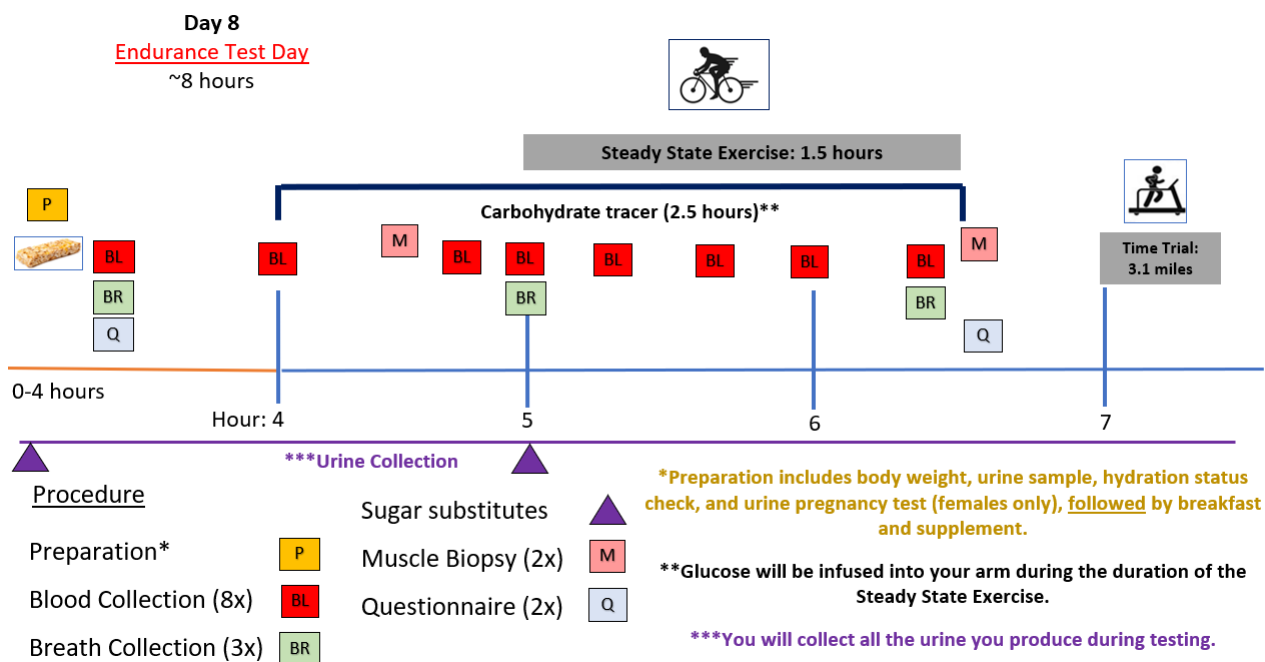 Day 8
Endurance Test Day
~8 hours
Steady State Exercise: 1.5 hours
P
Carbohydrate tracer (2.5 hours)**
M
M
Time Trial:
3.1 miles
BL
BL
BL
BL
BL
BL
BL
BL
BR
BR
BR
Q
Q
0-4 hours
Hour: 4
5
6
7
***Urine Collection
*Preparation includes body weight, urine sample, hydration status
check, and urine pregnancy test (females only), followed by breakfast
and supplement.
**Glucose will be infused into your arm during the duration of the
Steady State Exercise.
***You will collect all the urine you produce during testing.
Procedure
Preparation*
P
Blood Collection (8x)
BL
Breath Collection (3x)
BR
Sugar substitutes
Muscle Biopsy (2x)
M
Questionnaire (2x)
Q